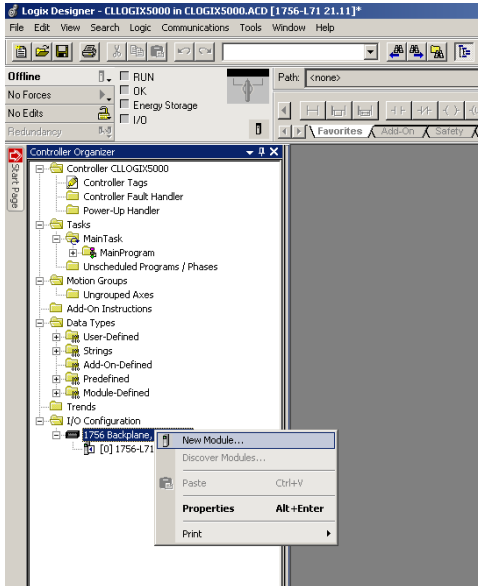 Logix Designer - CLLOGIX5000 in CLOGIX5000.ACD [1756-L71 21.11]*
File Edit View Search Logic Communications Tools Window Help
Offline
RUN
Path: <none>
No Forces
OK
Energy Storage
No Edits
I/O
Redundancy
Favorites Add-On Safety
Start Page
Controller Organizer
Controller CLLOGIX5000
Controller Tags
Controller Fault Handler
Power-Up Handler
Tasks
MainTask
MainProgram
Unscheduled Programs / Phases
Motion Groups
Ungrouped Axes
Add-On Instructions
Data Types
User-Defined
Strings
Add-On-Defined
Predefined
Module-Defined
Trends
I/O Configuration
1756 Backplane,
[0] 1756-L71
New Module...
Discover Modules...
Paste Ctrl+V
Properties Alt+Enter
Print